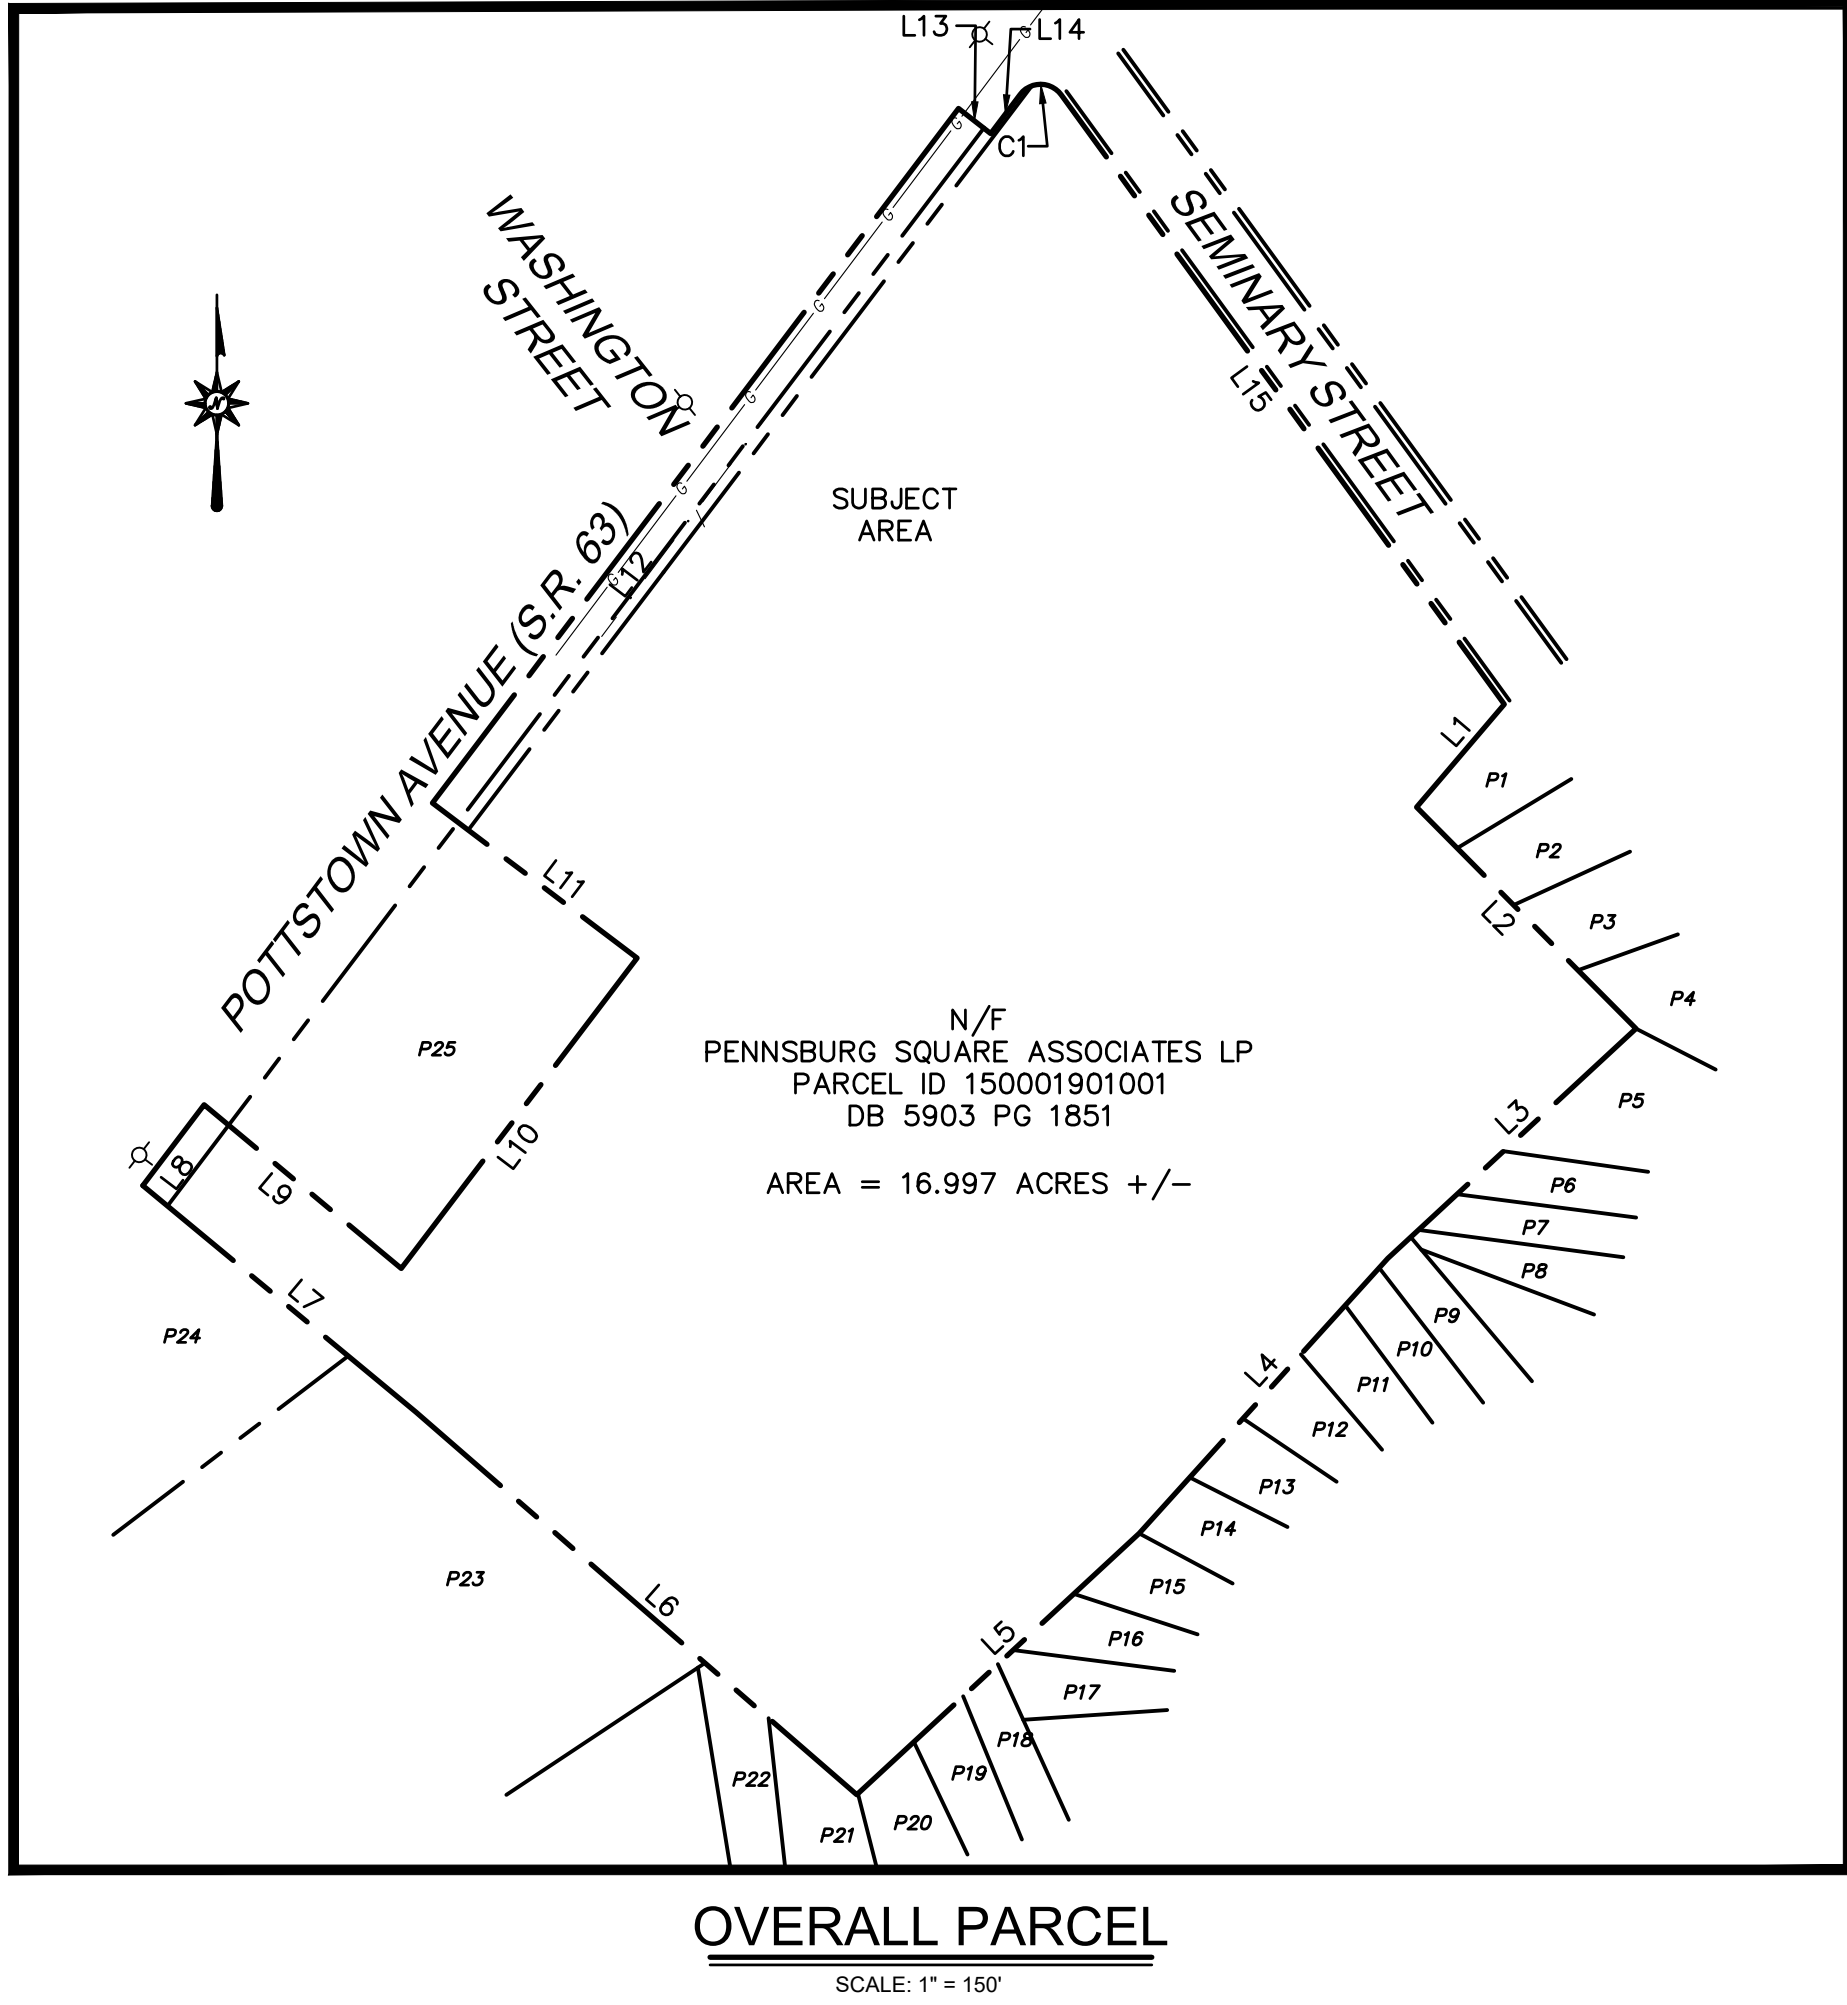 L13
L14
C1
WASHINGTON
STREET
SEMINARY STREET
L15
N
SUBJECT
AREA
POTTSTOWN AVENUE (S.R. 63)
G
G
G
G
G
G
G
L12
L1
P1
P2
L2
P3
P4
L11
P25
N/F
PENNSBURG SQUARE ASSOCIATES LP
PARCEL ID 150001901001
DB 5903 PG 1851
AREA = 16.997 ACRES +/-
P5
L3
L10
L8
L9
P6
P7
P8
L7
P9
P24
P10
L4
P11
P12
P13
P14
P23
P15
L6
L5
P16
P17
P18
P19
P22
P20
P21
OVERALL PARCEL
SCALE: 1" = 150'